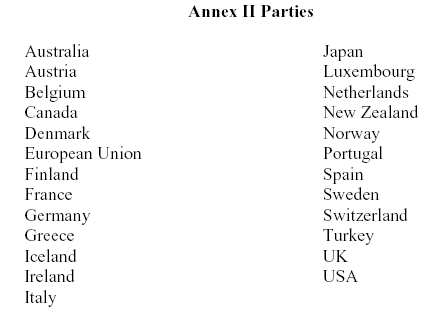 Annex II Parties
Australia
Austria
Belgium
Canada
Denmark
European Union
Finland
France
Germany
Greece
Iceland
Ireland
Italy
Japan
Luxembourg
Netherlands
New Zealand
Norway
Portugal
Spain
Sweden
Switzerland
Turkey
UK
USA